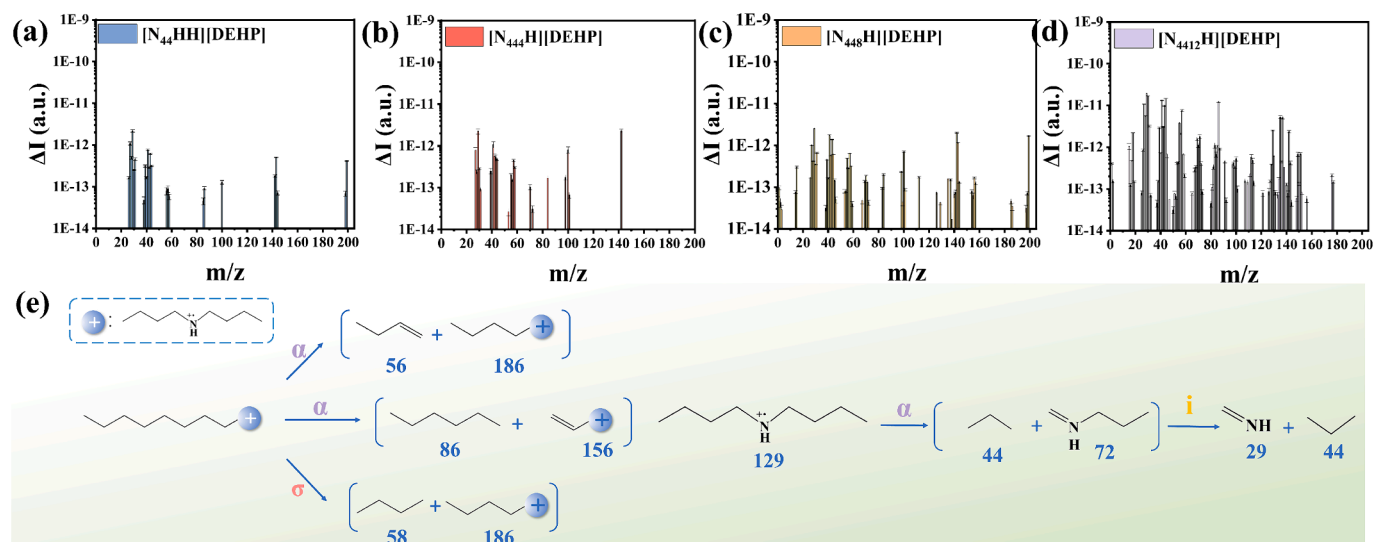 (a)
[N44HH][DEHP]
1E-9
1E-10
1E-11
1E-12
1E-13
1E-14
ΔI (a.u.)
0 20 40 60 80 100 120 140 160 180 200
m/z
(b)
[N444H][DEHP]
1E-9
1E-10
1E-11
1E-12
1E-13
1E-14
ΔI (a.u.)
0 20 40 60 80 100 120 140 160 180 200
m/z
(c)
[N448H][DEHP]
1E-9
1E-10
1E-11
1E-12
1E-13
1E-14
ΔI (a.u.)
0 20 40 60 80 100 120 140 160 180 200
m/z
(d)
[N4412H][DEHP]
1E-9
1E-10
1E-11
1E-12
1E-13
1E-14
ΔI (a.u.)
0 20 40 60 80 100 120 140 160 180 200
m/z
(e)
+ : N H
α
+ +
56 186
+
α
+ +
86 156
σ
+ +
58 186
N H
129
α
+ N H
44 72
i
NH +
29 44